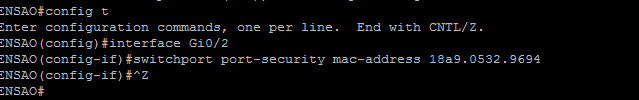 ENSAO#config t
Enter configuration commands, one per line.  End with CNTL/Z.
ENSAO(config)#interface Gi0/2
ENSAO(config-if)#switchport port-security mac-address 18a9.0532.9694
ENSAO(config-if)#^Z
ENSAO#